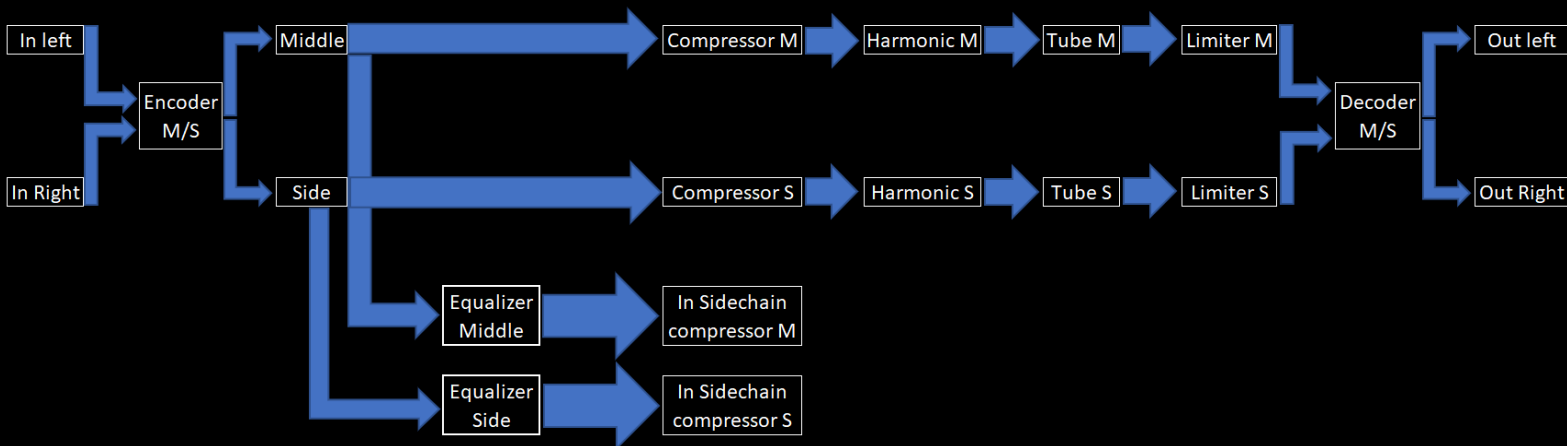 In left
Middle
Compressor M
Harmonic M
Tube M
Limiter M
Out left
Encoder
M/S
Decoder
M/S
In Right
Side
Compressor S
Harmonic S
Tube S
Limiter S
Out Right
Equalizer
Middle
In Sidechain
compressor M
Equalizer
Side
In Sidechain
compressor S